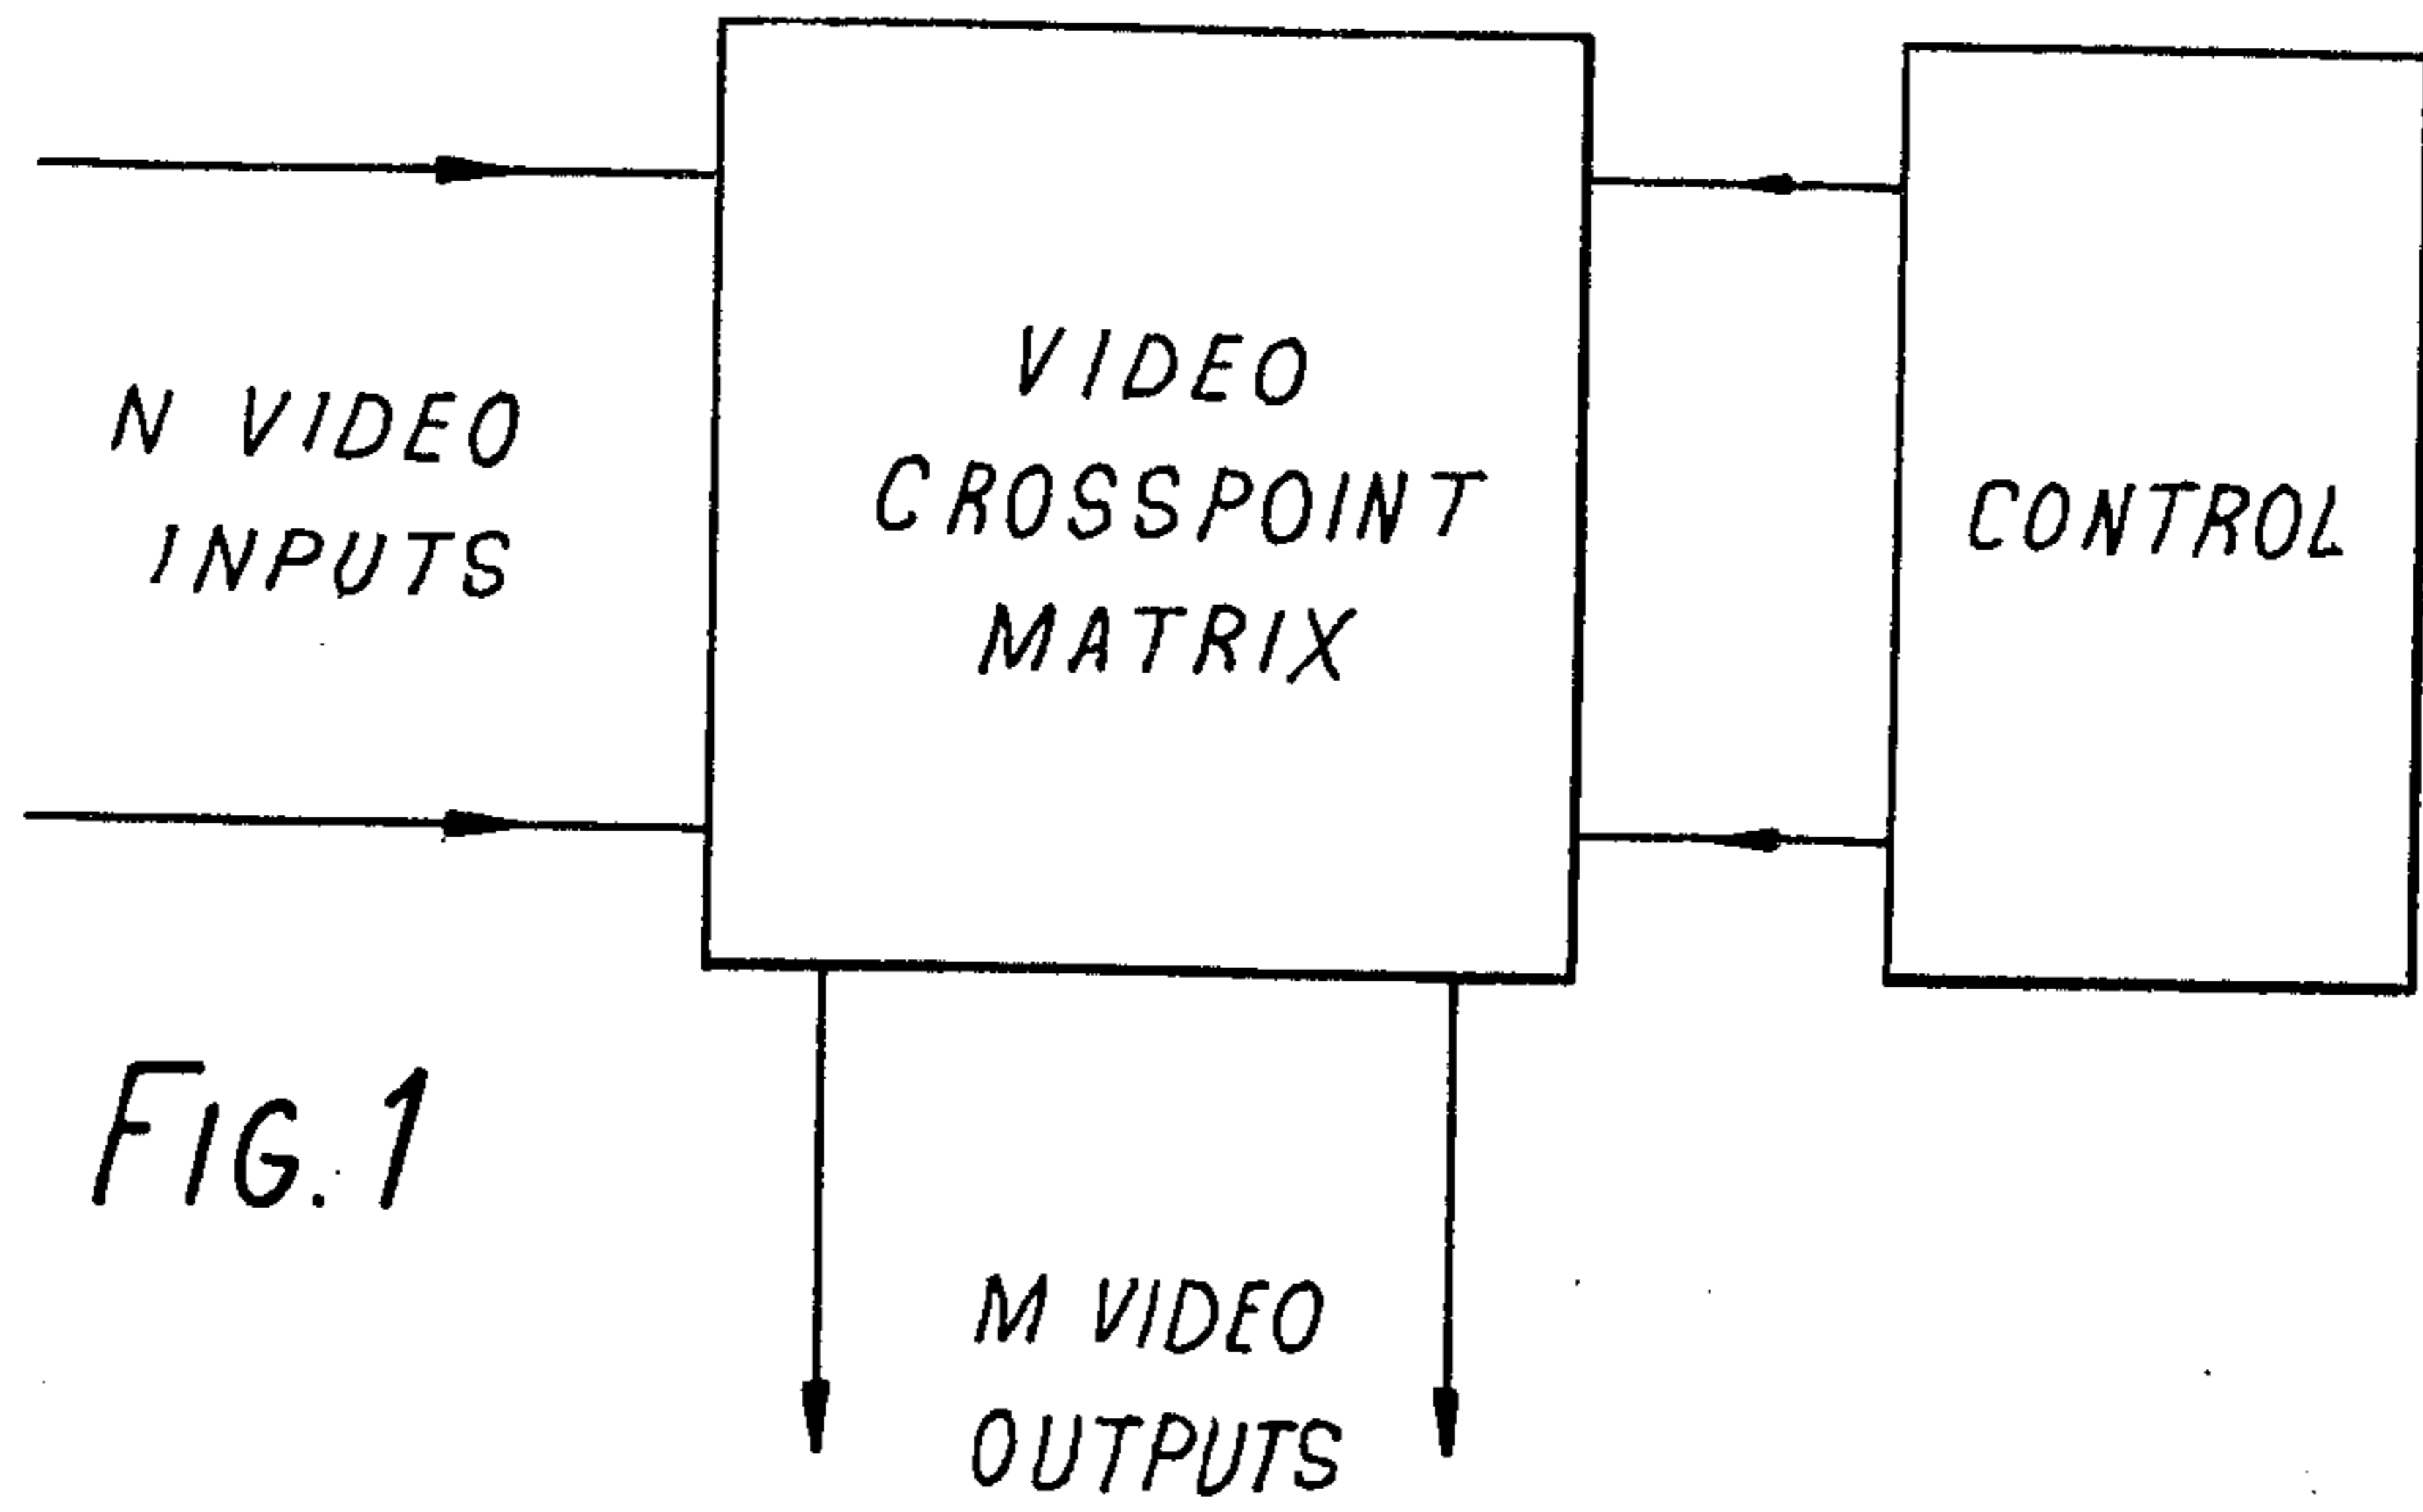 N VIDEO
INPUTS
VIDEO
CROSSPOINT
MATRIX
CONTROL
FIG. 1
M VIDEO
OUTPUTS